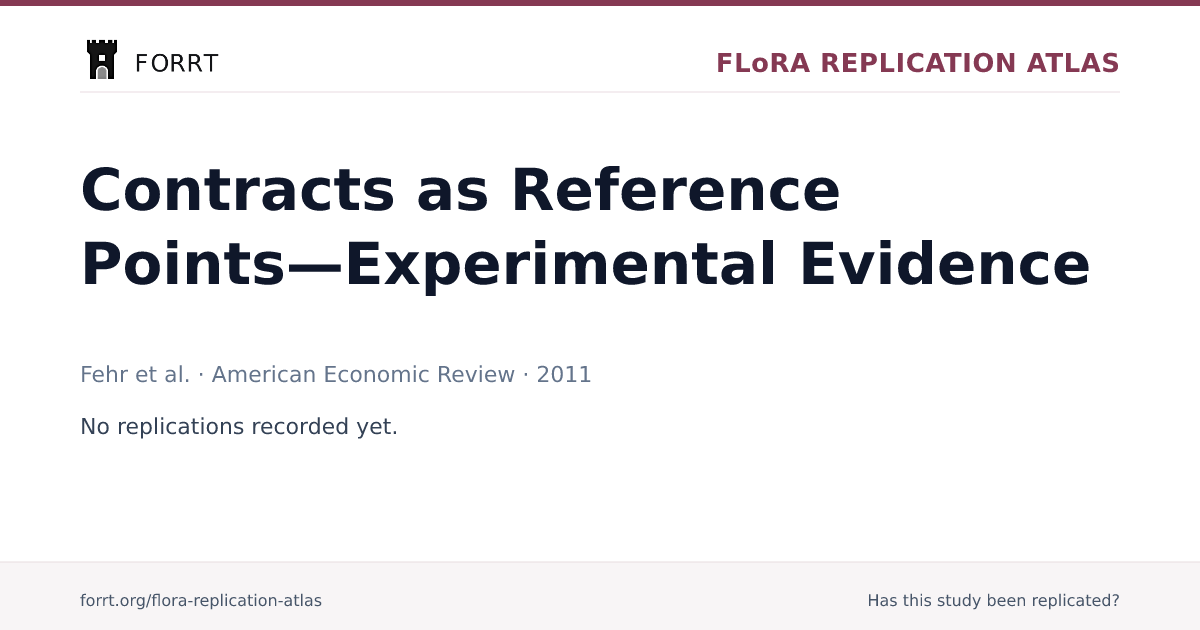 FORRT
FLoRA REPLICATION ATLAS
Contracts as Reference
Points—Experimental Evidence
Fehr et al. · American Economic Review · 2011
No replications recorded yet.
forrt.org/flora-replication-atlas
Has this study been replicated?